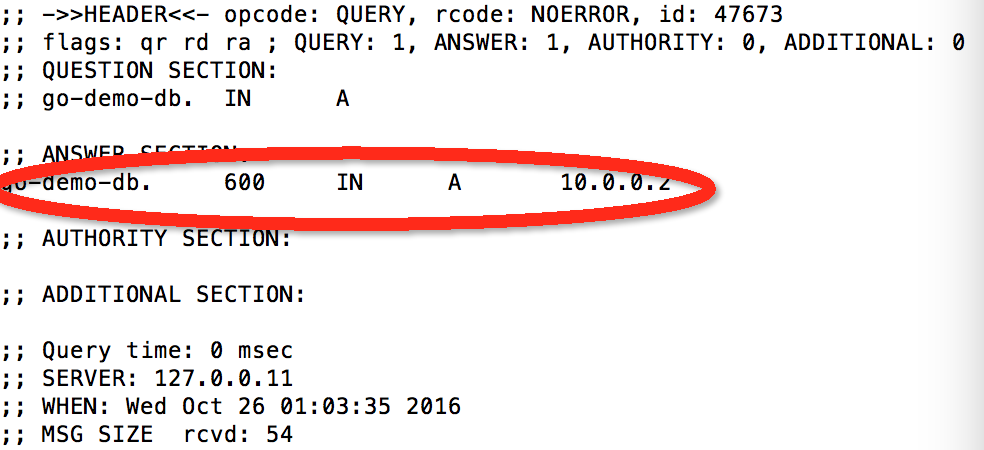 ;; ->>HEADER<<- opcode: QUERY, rcode: NOERROR, id: 47673
;; flags: qr rd ra ; QUERY: 1, ANSWER: 1, AUTHORITY: 0, ADDITIONAL: 0
;; QUESTION SECTION:
;; go-demo-db. IN A
;; ANSWER SECTION:
go-demo-db. 600 IN A 10.0.0.2
;; AUTHORITY SECTION:
;; ADDITIONAL SECTION:
;; Query time: 0 msec
;; SERVER: 127.0.0.11
;; WHEN: Wed Oct 26 01:03:35 2016
;; MSG SIZE rcvd: 54